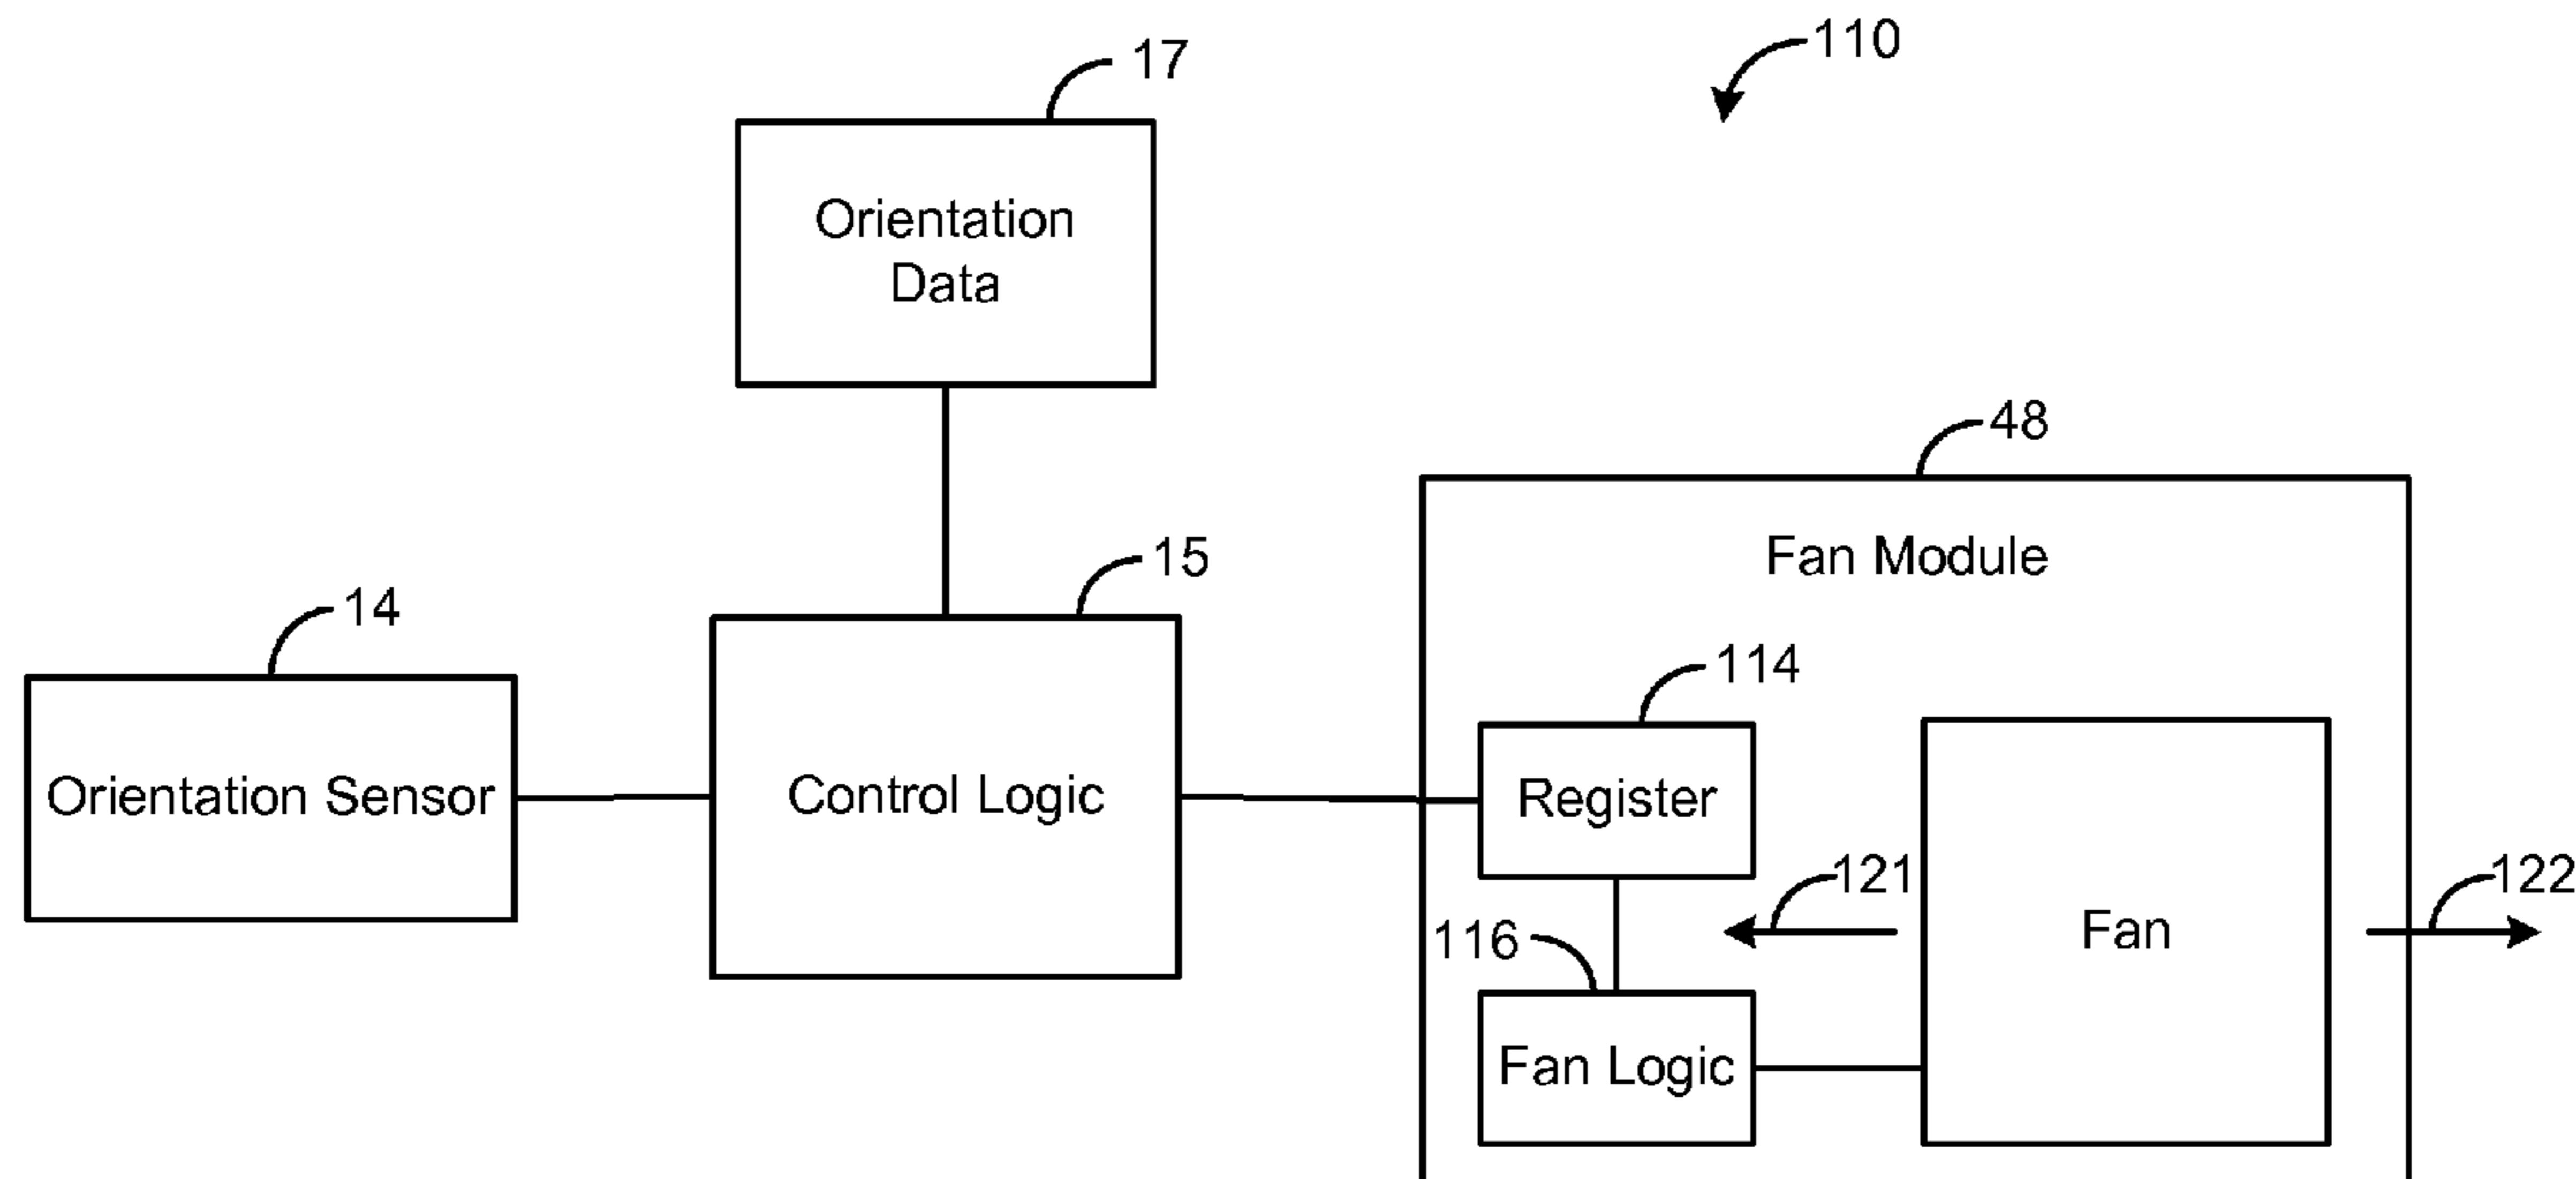 110
17
Orientation
Data
48
Fan Module
15
14
114
Orientation Sensor
Control Logic
Register
121
122
116
Fan
Fan Logic